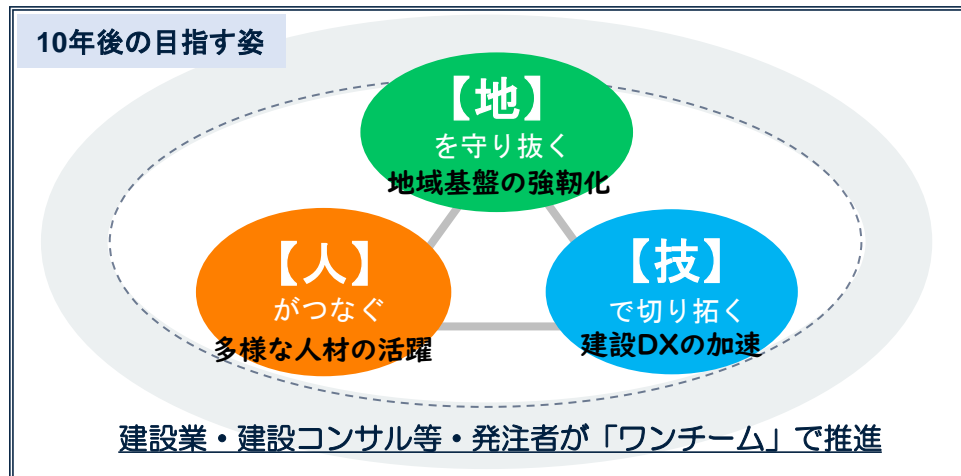 10年後の目指す姿
【地】
を守り抜く
地域基盤の強靭化
【人】
がつなぐ
多様な人材の活躍
【技】
で切り拓く
建設DXの加速
建設業・建設コンサル等・発注者が「ワンチーム」で推進